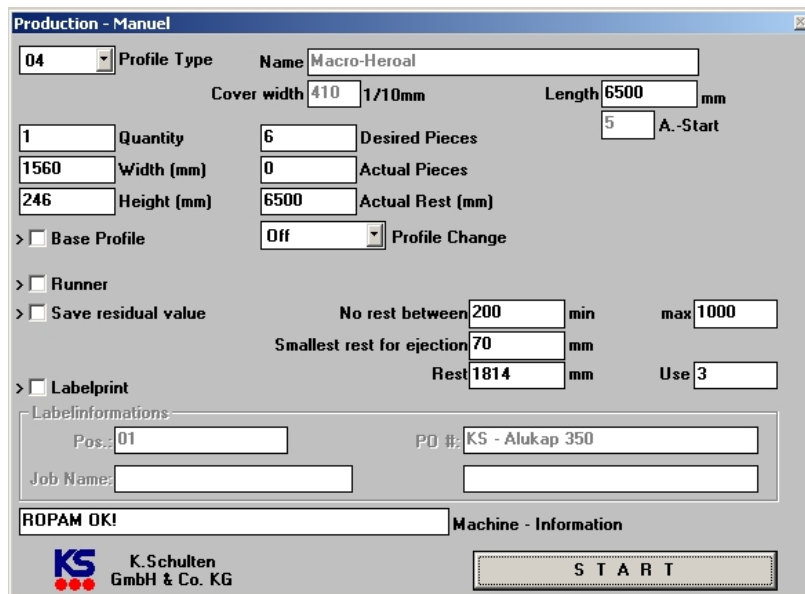 Production - Manuel
04 Profile Type Name Macro-Heroal
Cover width 410 1/10mm Length 6500 mm
5 A.-Start
1 Quantity 6 Desired Pieces
1560 Width (mm) 0 Actual Pieces
246 Height (mm) 6500 Actual Rest (mm)
> Base Profile Off Profile Change
> Runner
> Save residual value No rest between 200 min max 1000
Smallest rest for ejection 70 mm
Rest 1814 mm Use 3
> Labelprint
Labelinformations
Pos.: 01 PO #: KS - Alukap 350
Job Name:
ROPAM OK! Machine - Information
KS K.Schulten
GmbH & Co. KG
S T A R T